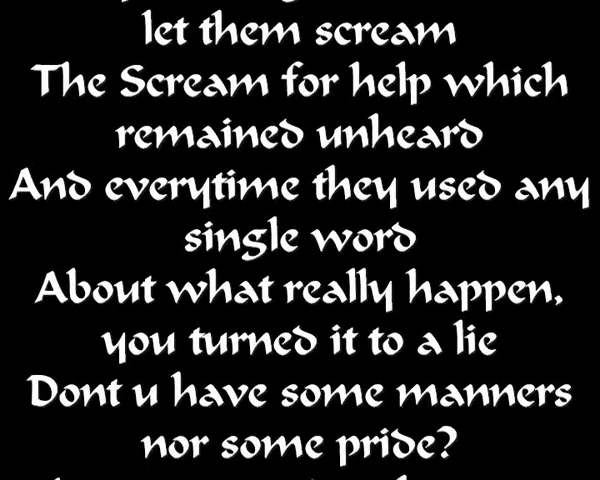 let them scream
The Scream for help which
remained unheard
And everytime they used any
single word
About what really happen,
you turned it to a lie
Dont u have some manners
nor some pride?